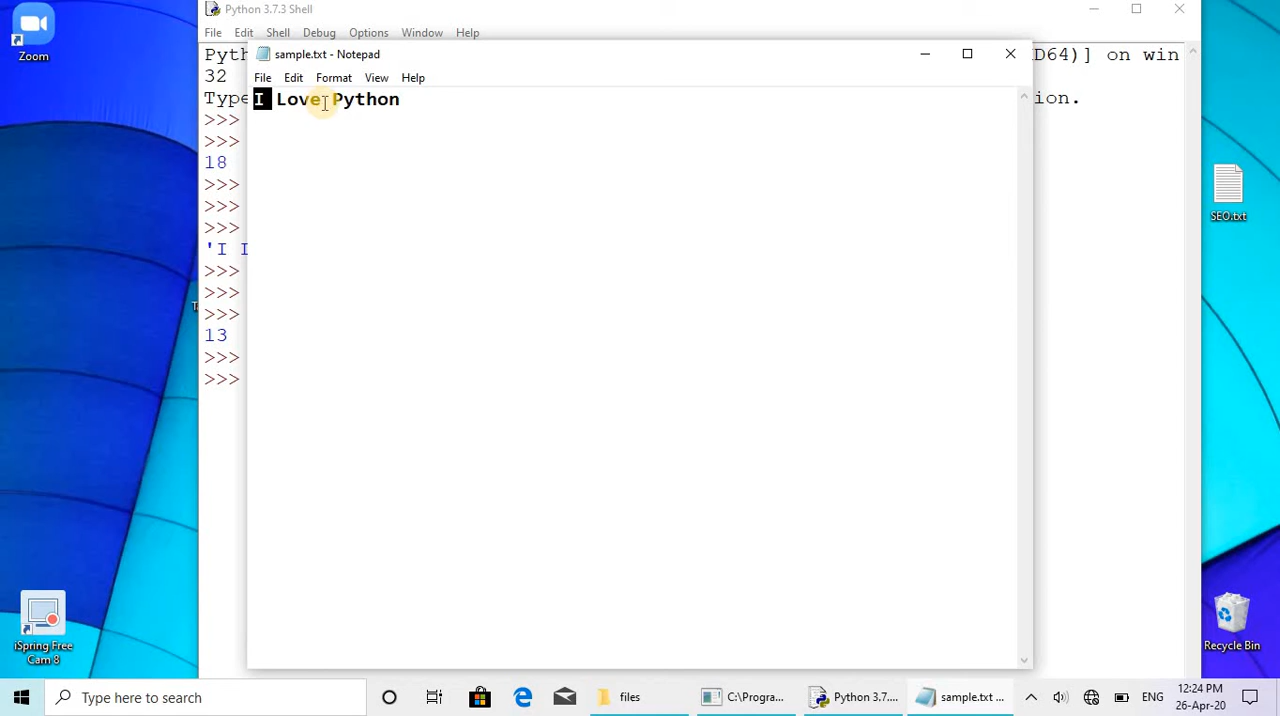 Zoom
Python 3.7.3 Shell
File Edit Shell Debug Options Window Help
D64)] on win
32
ion.
sample.txt - Notepad
File Edit Format View Help
I Love Python
>>>
>>>
18
>>>
>>>
>>>
'I
>>>
>>>
>>>
13
>>>
>>>
SEO.txt
iSpring Free
Cam 8
Recycle Bin
Type here to search
files
C:\Progra...
Python 3.7....
sample.txt ...
ENG
12:24 PM
26-Apr-20